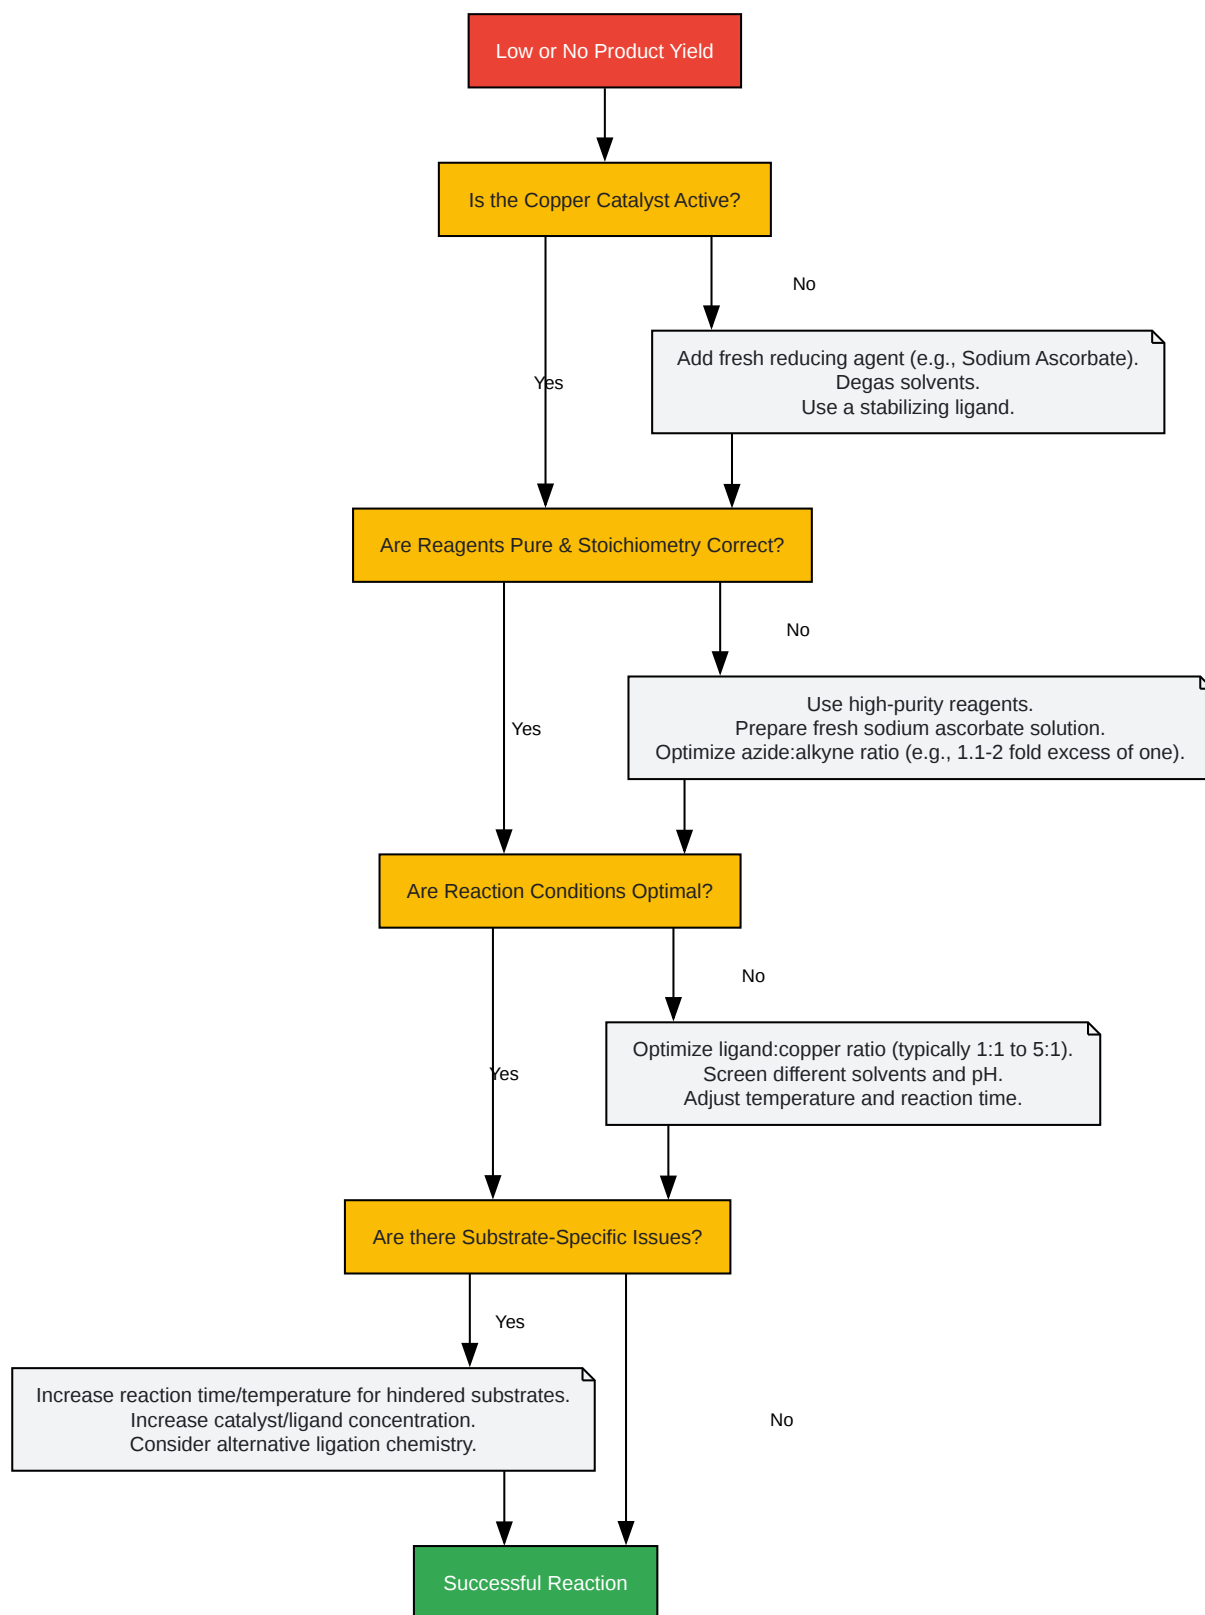 Low or No Product Yield
Is the Copper Catalyst Active?
No
Add fresh reducing agent (e.g., Sodium Ascorbate).
Degas solvents.
Use a stabilizing ligand.
Yes
Are Reagents Pure & Stoichiometry Correct?
No
Use high-purity reagents.
Prepare fresh sodium ascorbate solution.
Optimize azide:alkyne ratio (e.g., 1.1-2 fold excess of one).
Yes
Are Reaction Conditions Optimal?
No
Optimize ligand:copper ratio (typically 1:1 to 5:1).
Screen different solvents and pH.
Adjust temperature and reaction time.
Yes
Are there Substrate-Specific Issues?
Yes
Increase reaction time/temperature for hindered substrates.
Increase catalyst/ligand concentration.
Consider alternative ligation chemistry.
No
Successful Reaction